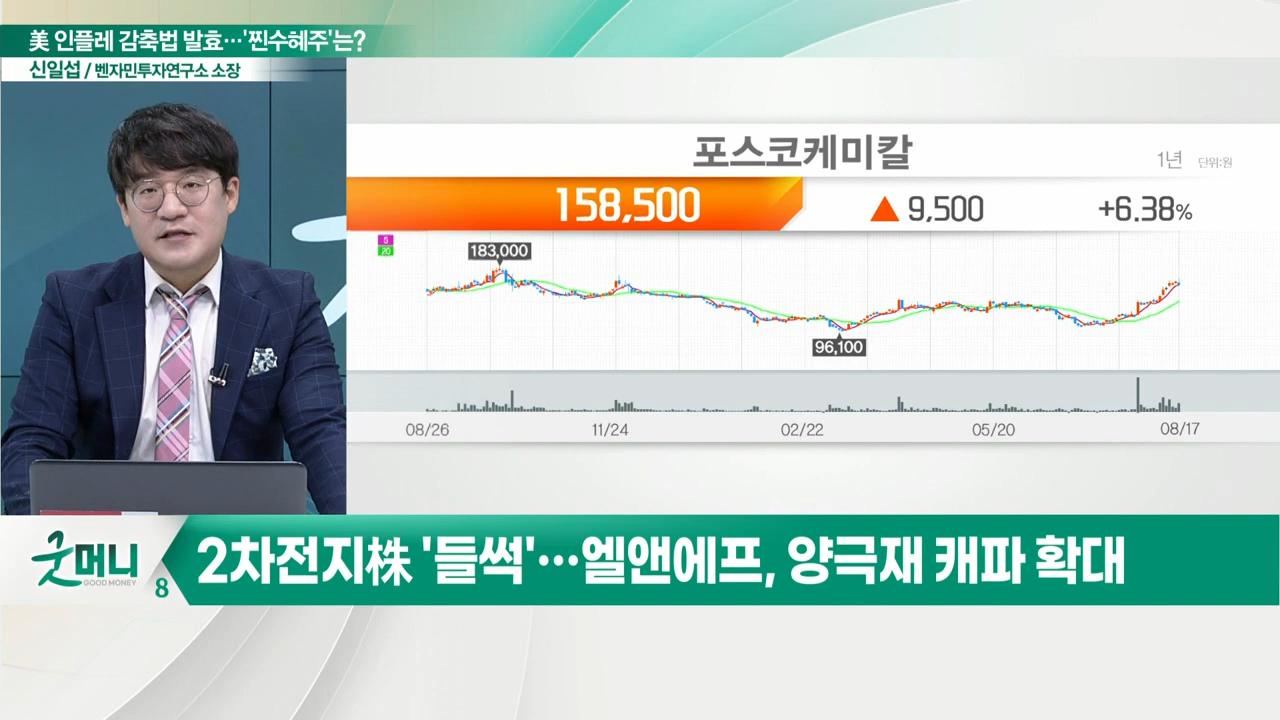 美 인플레 감축법 발효…'찐수혜주'는?
신일섭 / 벤자민투자연구소 소장
포스코케미칼
1년 단위:원
158,500 ▲ 9,500 +6.38%
5
20
183,000
96,100
08/26 11/24 02/22 05/20 08/17
굿머니
GOOD MONEY
8
2차전지株 '들썩'…엘앤에프, 양극재 캐파 확대